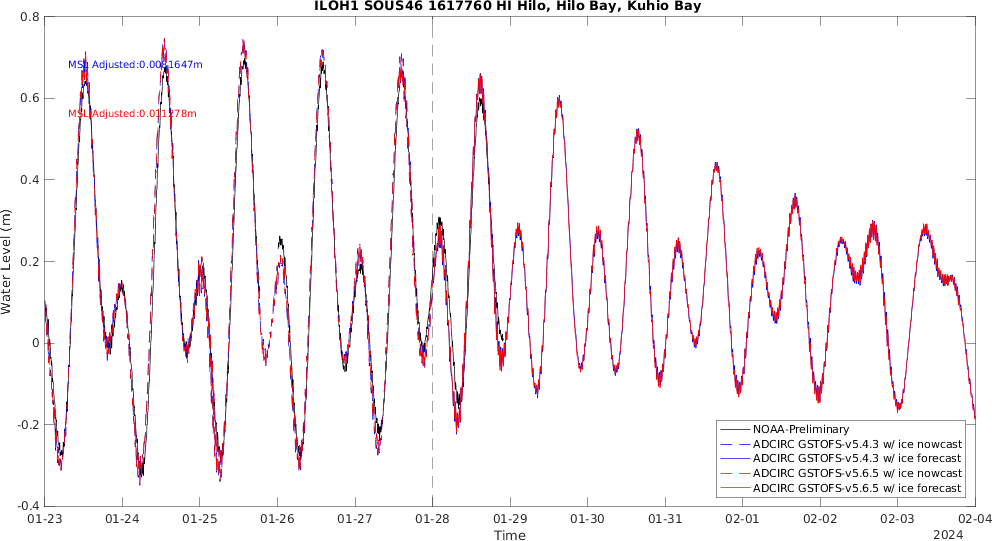 ILOH1 SOUS46 1617760 HI Hilo, Hilo Bay, Kuhio Bay
Water Level (m)
0.8
0.6
0.4
0.2
0
-0.2
-0.4
MSL Adjusted:0.0081647m
MSL Adjusted:0.011278m
NOAA-Preliminary
ADCIRC GSTOFS-v5.4.3 w/ ice nowcast
ADCIRC GSTOFS-v5.4.3 w/ ice forecast
ADCIRC GSTOFS-v5.6.5 w/ ice nowcast
ADCIRC GSTOFS-v5.6.5 w/ ice forecast
01-23 01-24 01-25 01-26 01-27 01-28 01-29 01-30 01-31 02-01 02-02 02-03 02-04
Time
2024